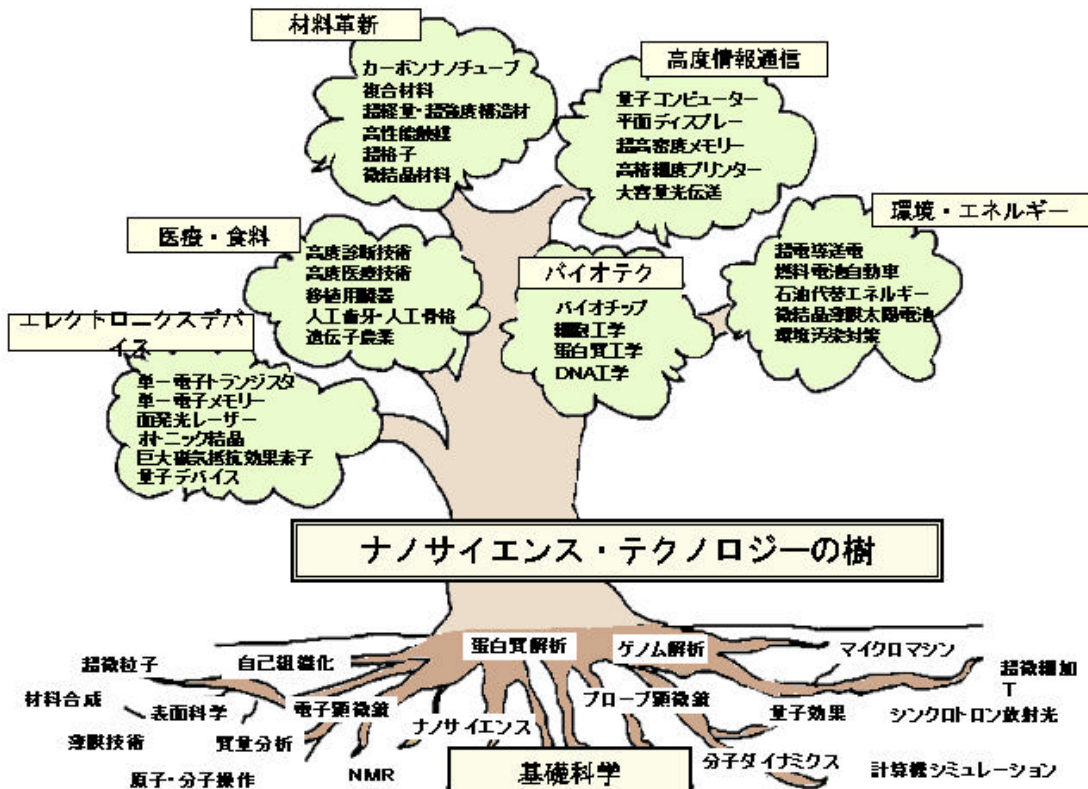 材料革新
カーボンナノチューブ
複合材料
超経量・超強度構造材
高性能触媒
超格子
微結晶材料
高度情報通信
量子コンピューター
平面ディスプレー
超高密度メモリー
高格細度プリンター
大容量光伝送
環境・エネルギー
超電導送電
燃料電池自動車
石油代替エネルギー
微結晶薄膜太陽電池
環境汚染対策
医療・食料
高度診断技術
高度医療技術
移植用臓器
人工歯牙・人工骨格
遺伝子農業
バイオテク
バイオチップ
細胞工学
蛋白質工学
DNA工学
エレクトロニクスデバ
イス
単一電子トランジスタ
単一電子メモリー
面発光レーザー
ホトニック結晶
巨大磁気抵抗効果素子
量子デバイス
ナノサイエンス・テクノロジーの樹
蛋白質解析
ゲノム解析
マイクロマシン
超微粒子
自己組織化
超微細加
T
材料合成
表面科学
電子顕微鏡
ナノサイエンス
プローブ顕微鏡
量子効果
シンクロトロン放射光
薄膜技術
質量分析
原子・分子操作
NMR
基礎科学
分子ダイナミクス
計算機シミュレーション